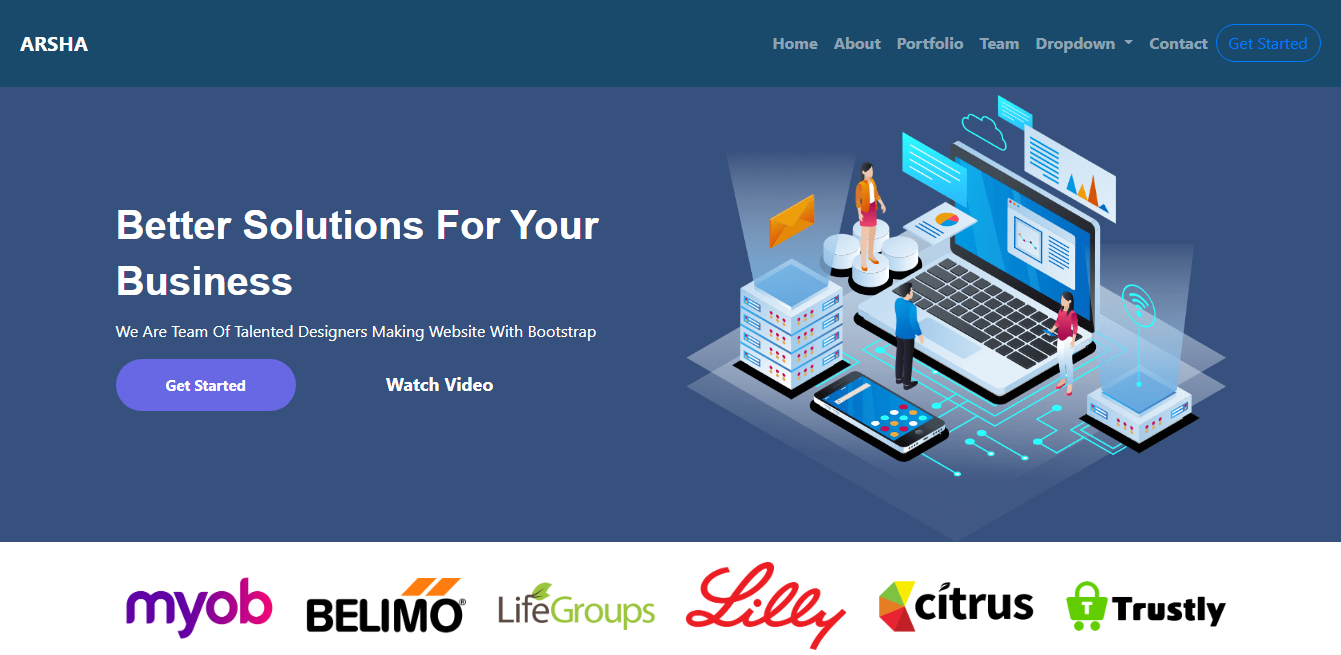 ARSHA
Home About Portfolio Team Dropdown Contact Get Started
Better Solutions For Your
Business
We Are Team Of Talented Designers Making Website With Bootstrap
Get Started Watch Video
myob BELIMO® LifeGroups Lilly citrus T Trustly